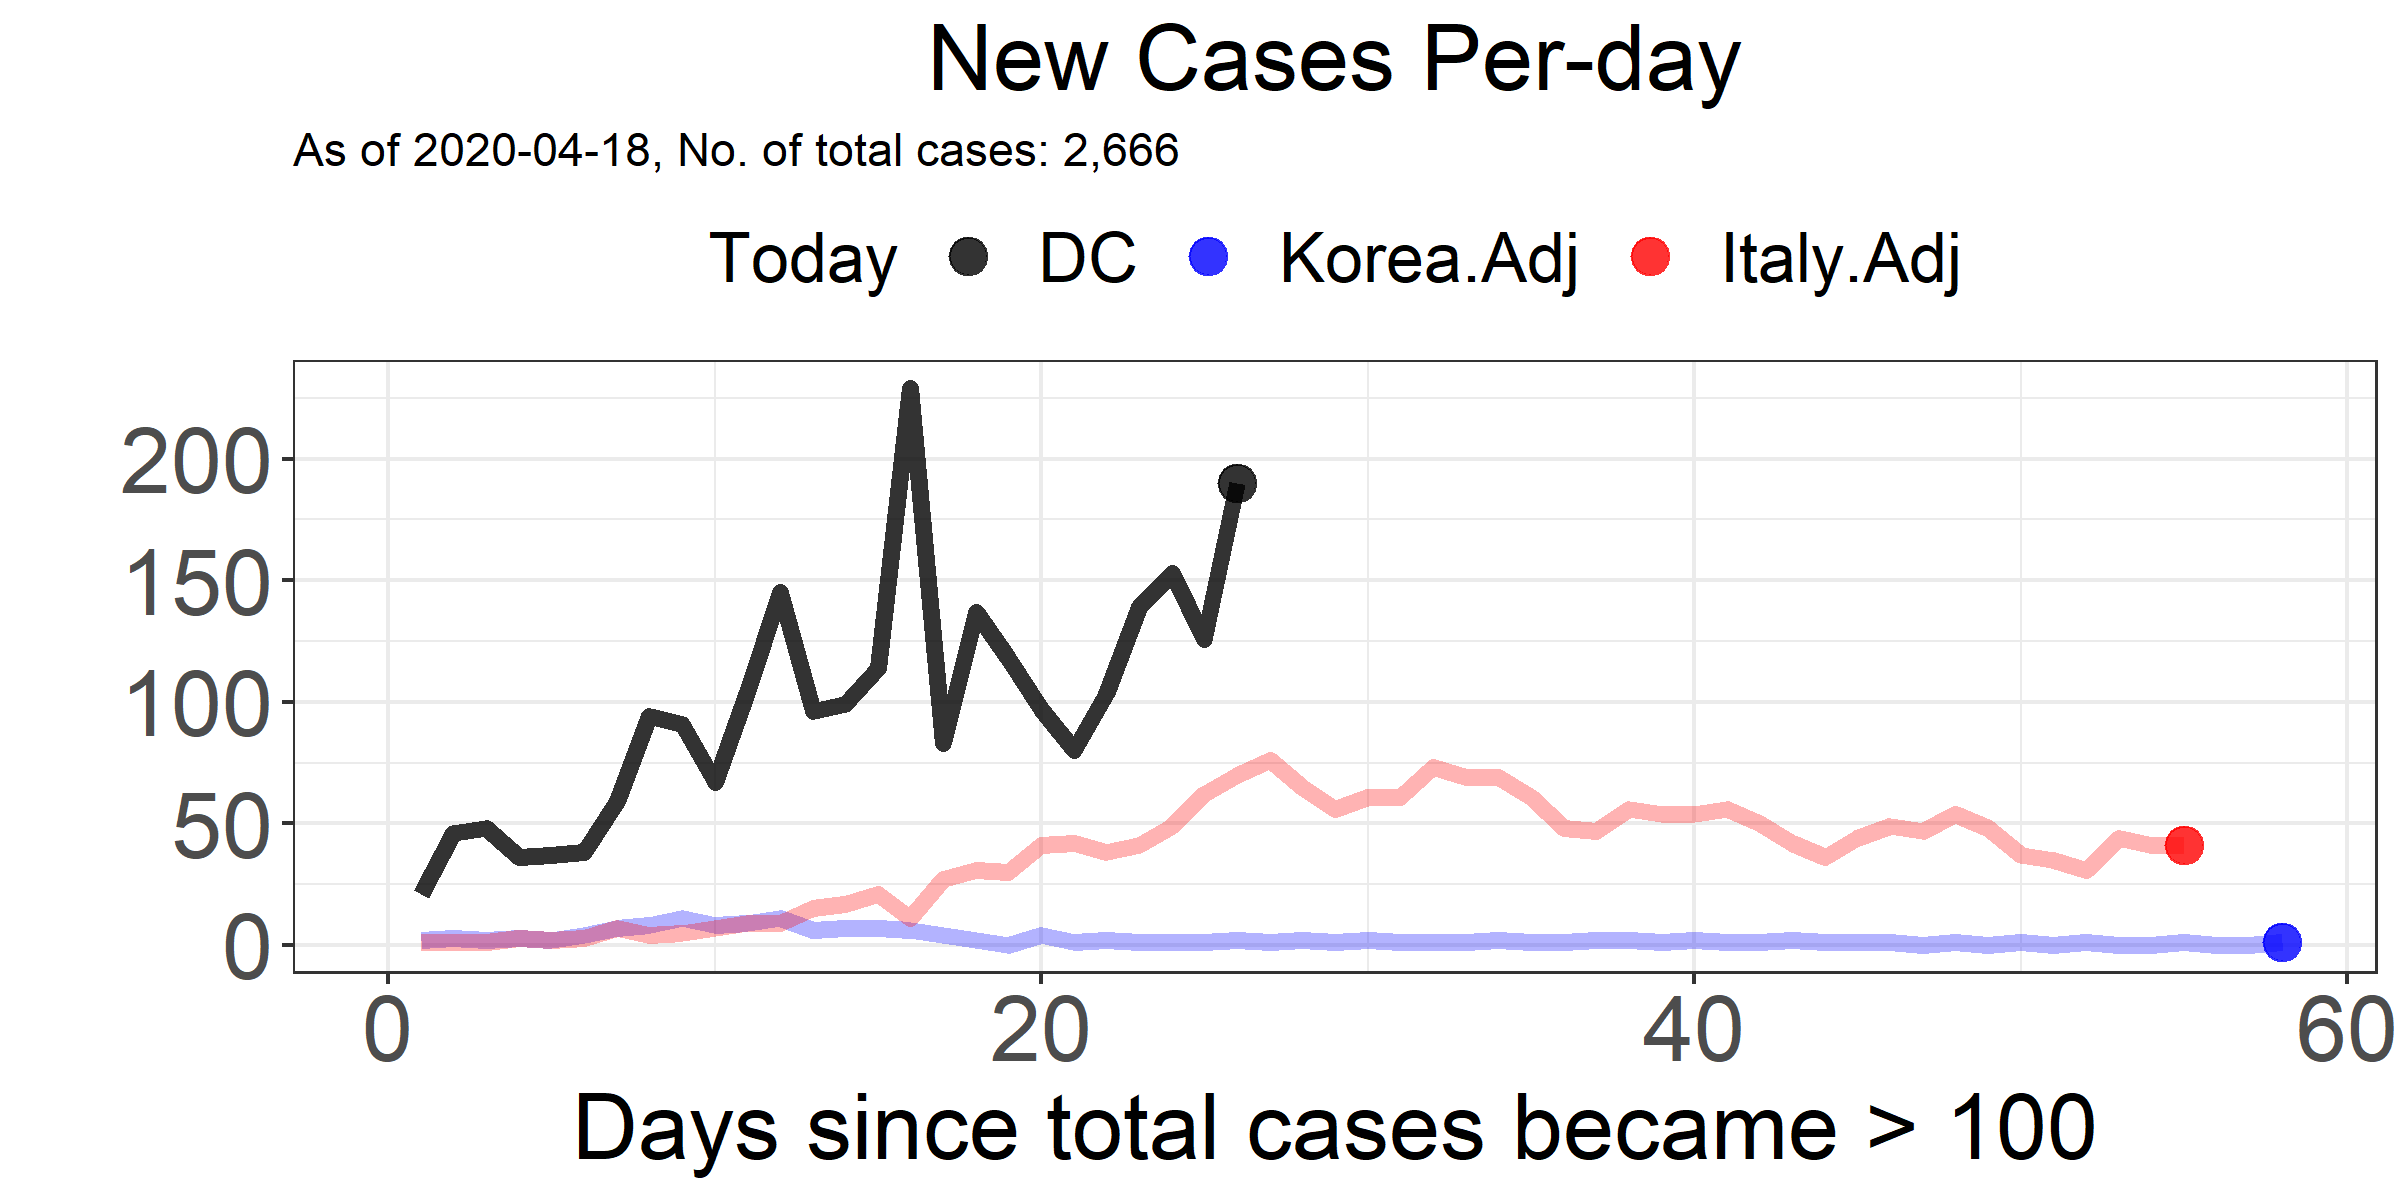 New Cases Per-day
As of 2020-04-18, No. of total cases: 2,666
Today DC Korea.Adj Italy.Adj
200
150
100
50
0
0 20 40 60
Days since total cases became > 100